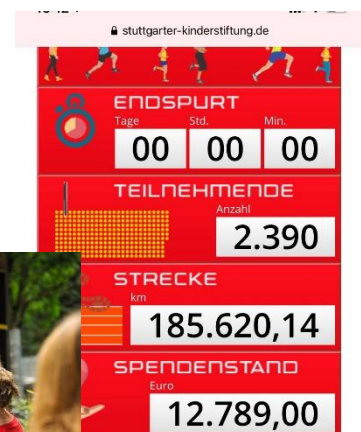 stuttgarter-kinderstiftung.de
ENDSPURT
Tage Std. Min.
00 00 00
TEILNEHMENDE
Anzahl
2.390
STRECKE
km
185.620,14
SPENDENSTAND
Euro
12.789,00